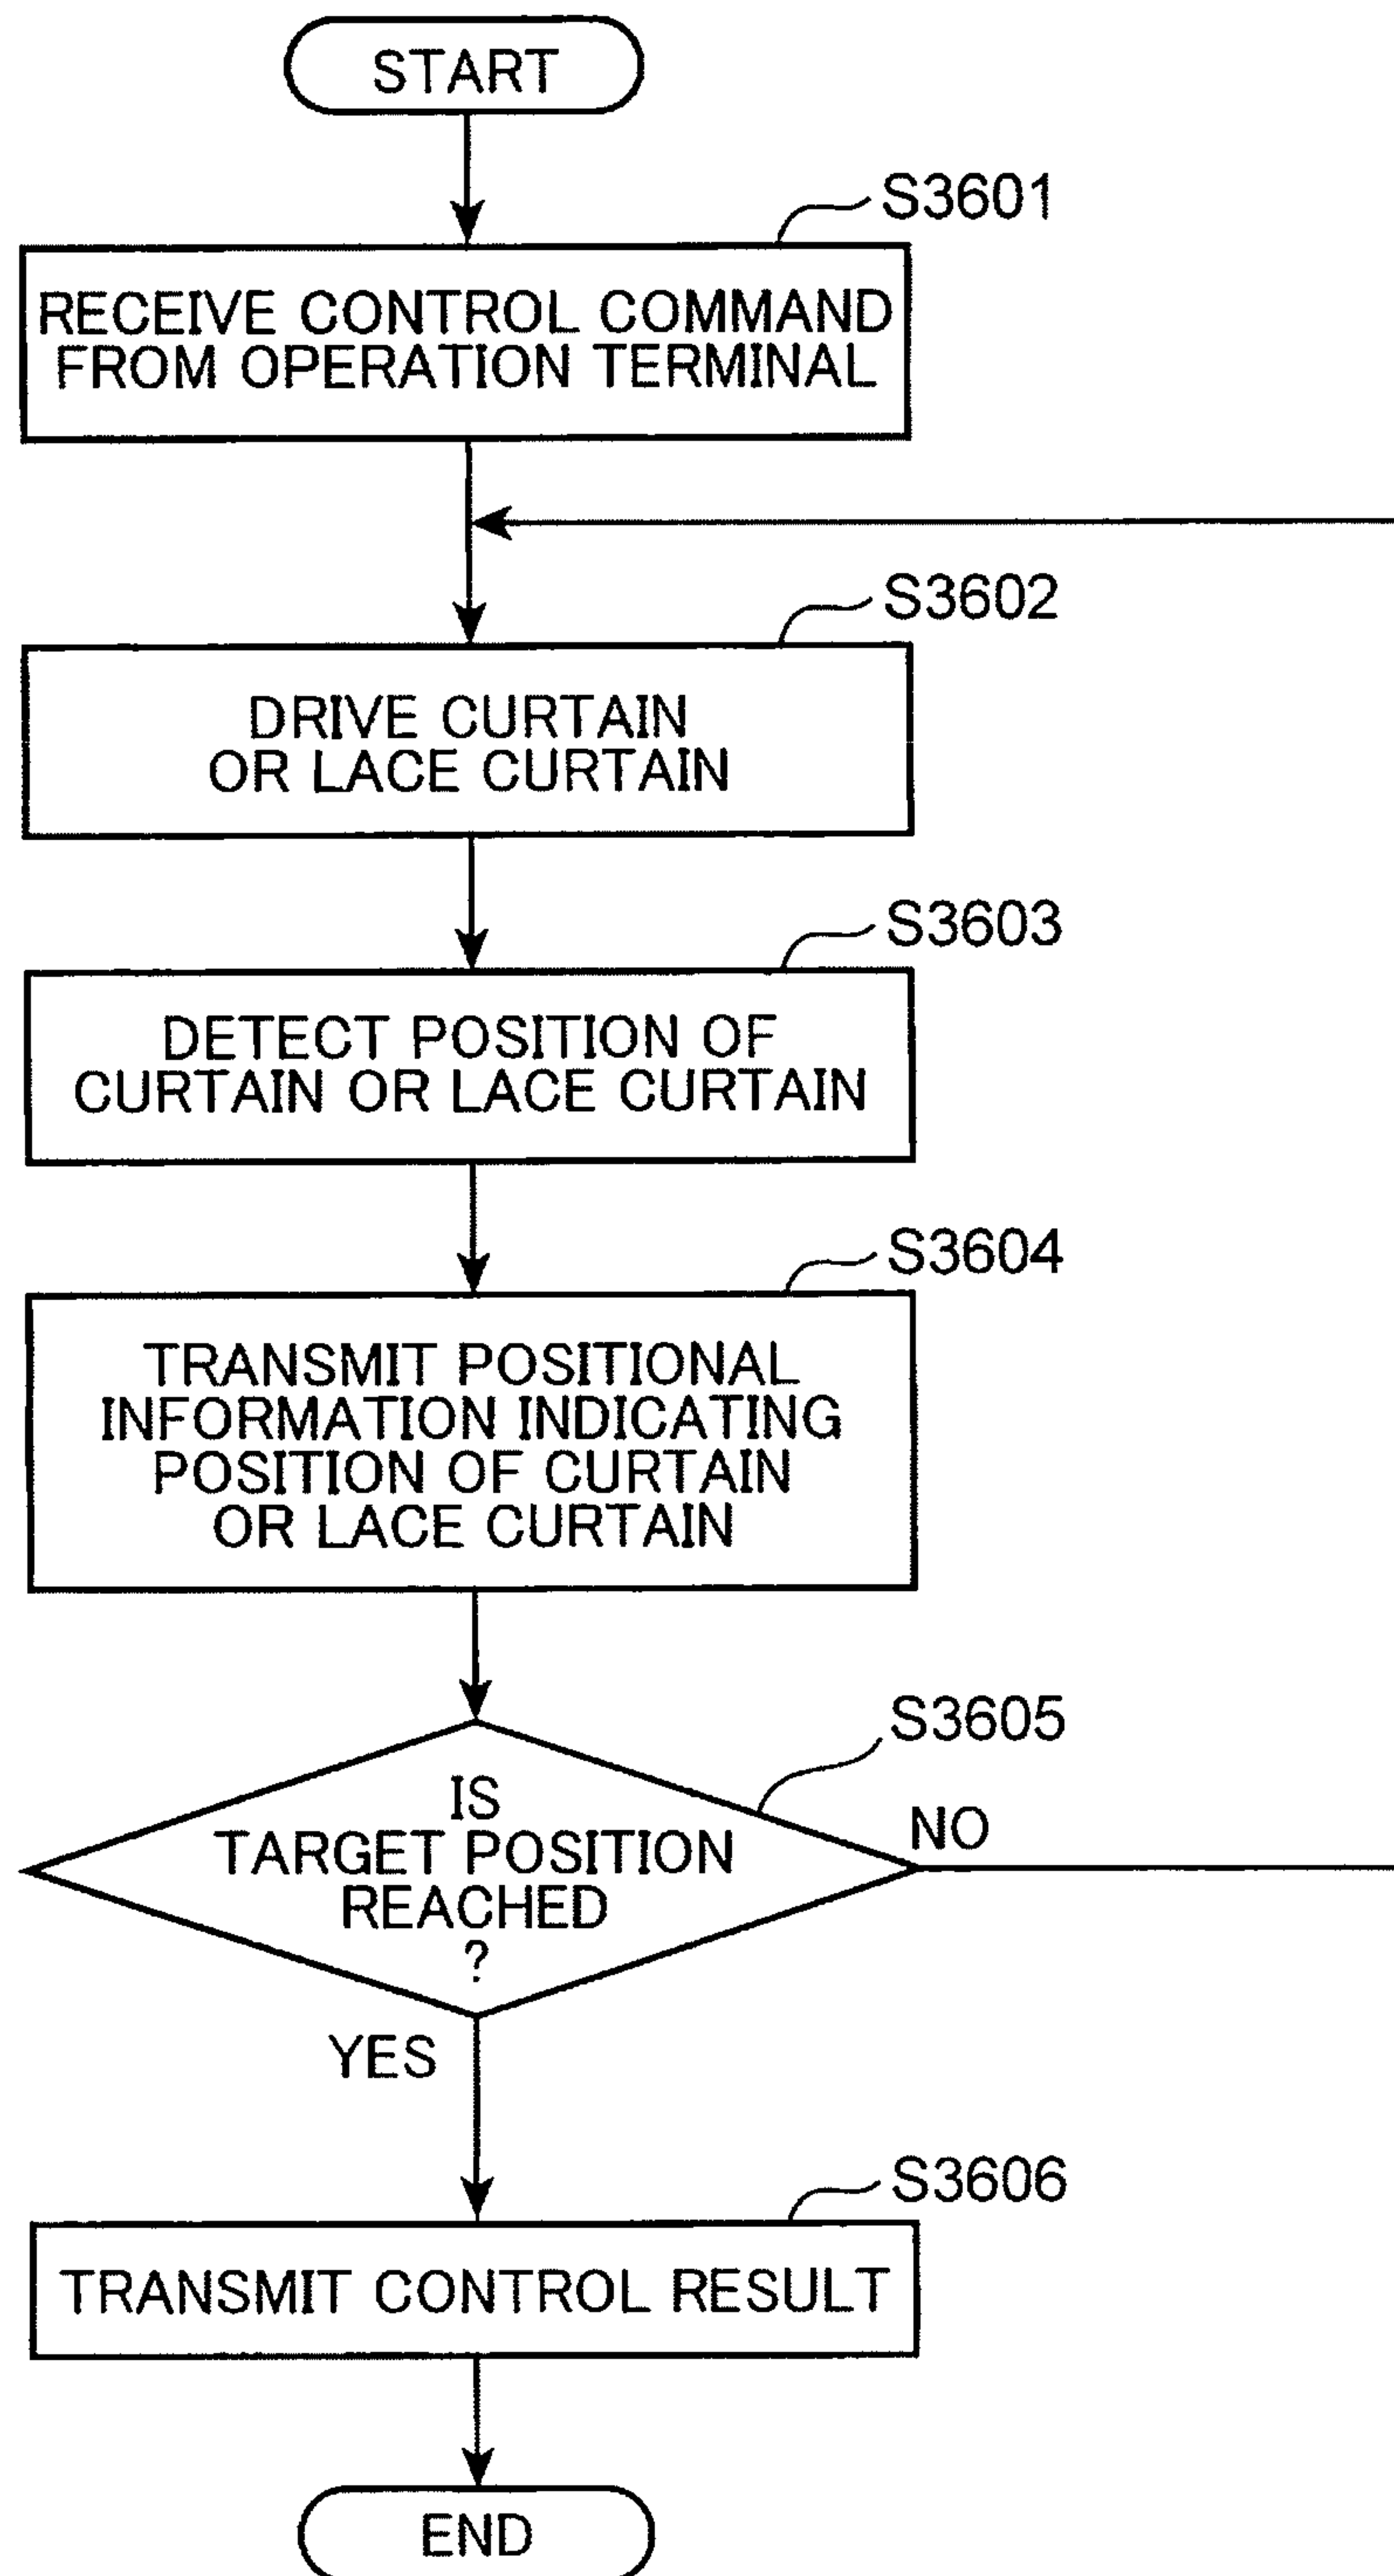 START
S3601
RECEIVE CONTROL COMMAND
FROM OPERATION TERMINAL
S3602
DRIVE CURTAIN
OR LACE CURTAIN
S3603
DETECT POSITION OF
CURTAIN OR LACE CURTAIN
S3604
TRANSMIT POSITIONAL
INFORMATION INDICATING
POSITION OF CURTAIN
OR LACE CURTAIN
S3605
IS
TARGET POSITION
REACHED
?
NO
YES
S3606
TRANSMIT CONTROL RESULT
END